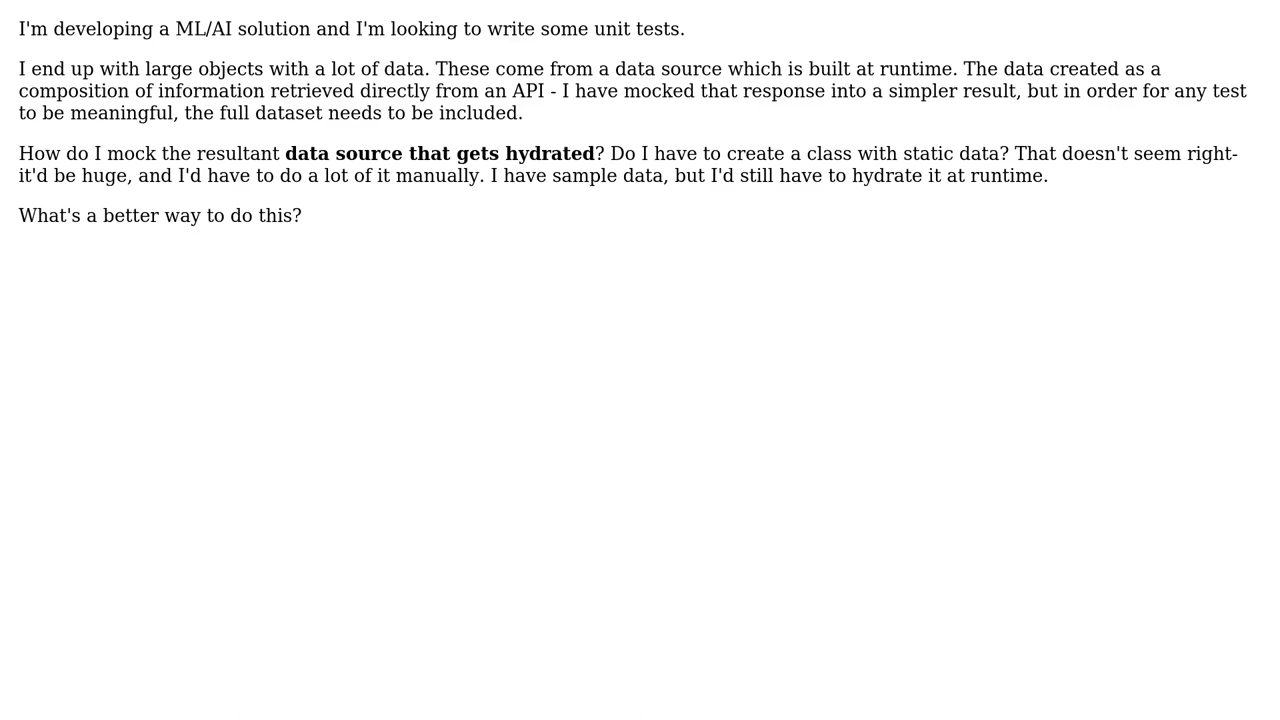 I'm developing a ML/AI solution and I'm looking to write some unit tests.
I end up with large objects with a lot of data. These come from a data source which is built at runtime. The data created as a
composition of information retrieved directly from an API - I have mocked that response into a simpler result, but in order for any test
to be meaningful, the full dataset needs to be included.
How do I mock the resultant data source that gets hydrated? Do I have to create a class with static data? That doesn't seem right-
it'd be huge, and I'd have to do a lot of it manually. I have sample data, but I'd still have to hydrate it at runtime.
What's a better way to do this?